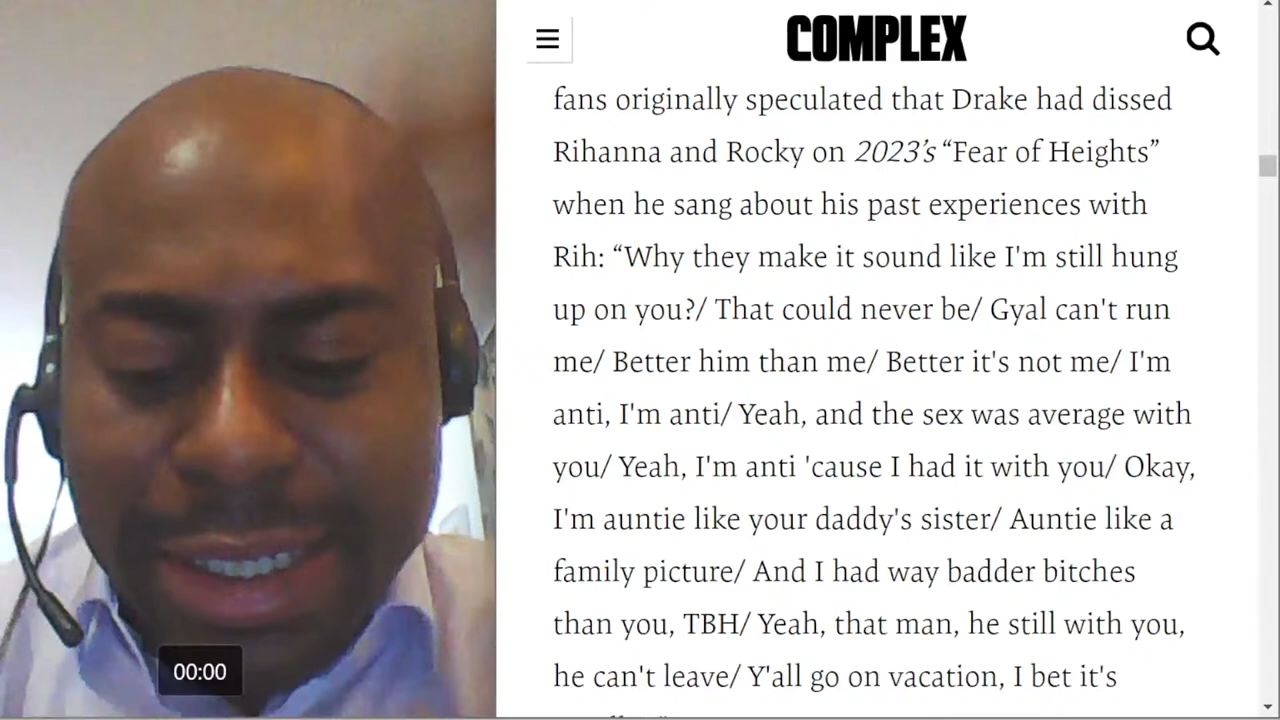 COMPLEX
fans originally speculated that Drake had dissed
Rihanna and Rocky on 2023’s “Fear of Heights”
when he sang about his past experiences with
Rih: “Why they make it sound like I'm still hung
up on you?/ That could never be/ Gyal can't run
me/ Better him than me/ Better it's not me/ I'm
anti, I'm anti/ Yeah, and the sex was average with
you/ Yeah, I'm anti 'cause I had it with you/ Okay,
I'm auntie like your daddy's sister/ Auntie like a
family picture/ And I had way badder bitches
than you, TBH/ Yeah, that man, he still with you,
he can't leave/ Y'all go on vacation, I bet it's
00:00